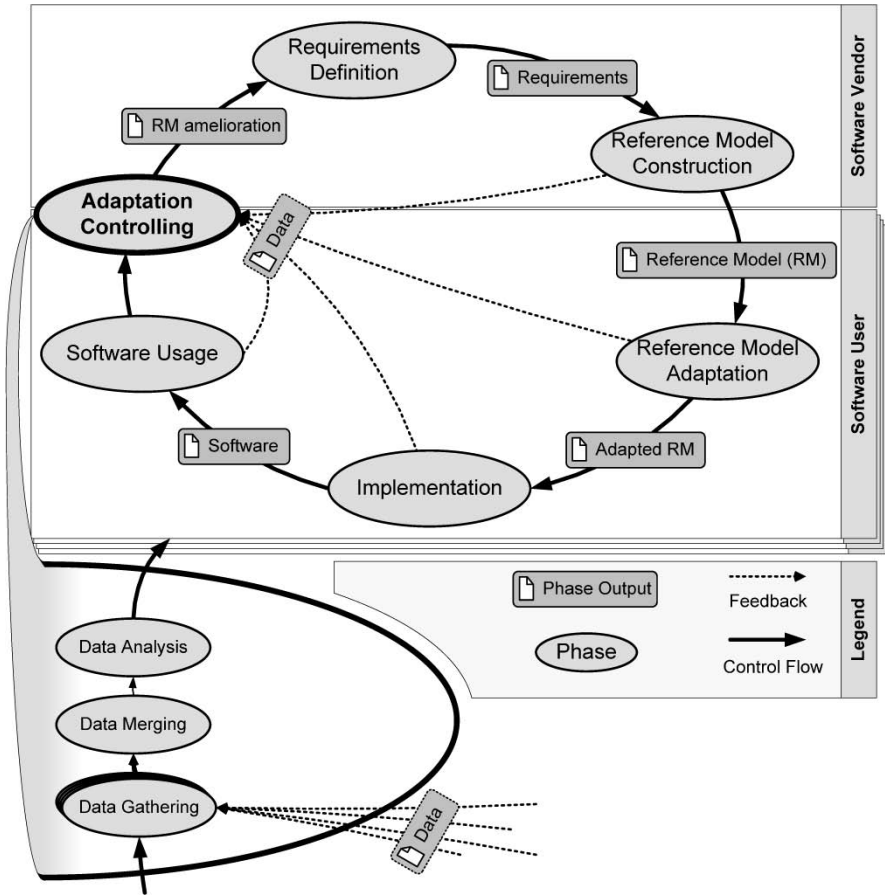 Requirements
Definition
Requirements
RM amelioration
Reference Model
Construction
Software Vendor
Adaptation
Controlling
Data
Reference Model (RM)
Software Usage
Reference Model
Adaptation
Software User
Software
Adapted RM
Implementation
Data Analysis
Data Merging
Data Gathering
Data
Phase Output
Feedback
Phase
Control Flow
Legend